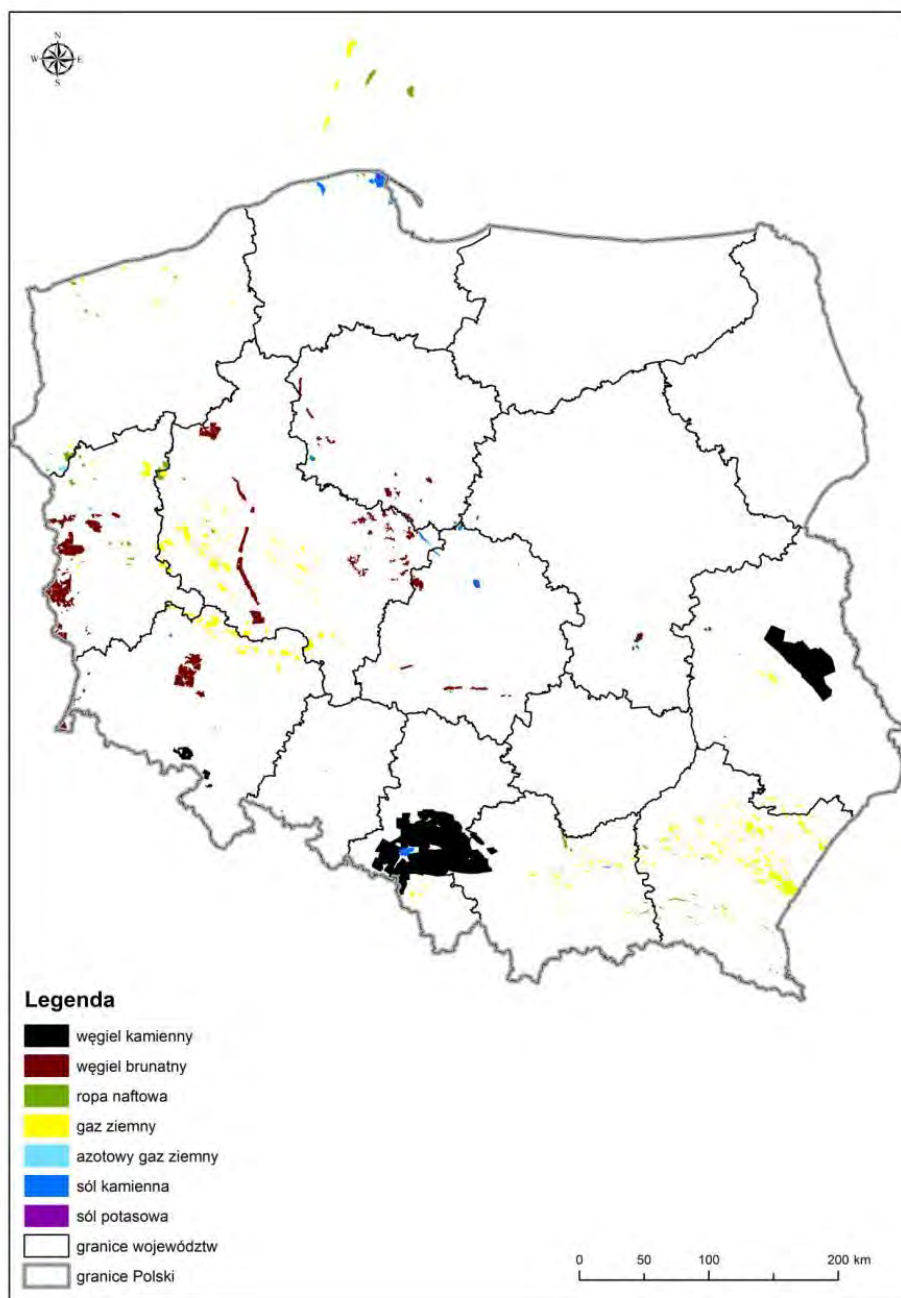 N
W E
S
Legenda
węgiel kamienny
węgiel brunatny
ropa naftowa
gaz ziemny
azotowy gaz ziemny
sól kamienna
sól potasowa
granice województw
granice Polski
0 50 100 200 km